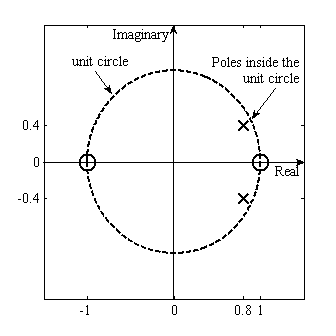 Imaginary
unit circle
Poles inside the
unit circle
0.4
0
Real
-0.4
-1
0
0.8
1